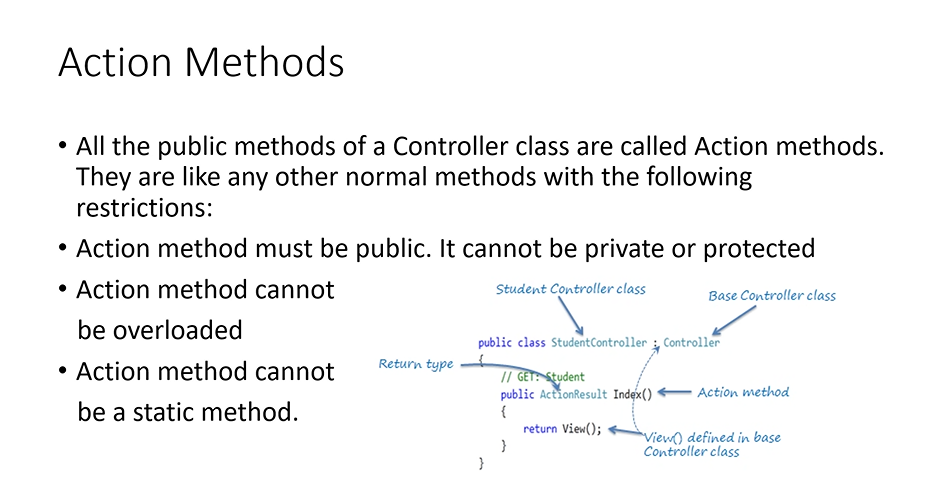 Action Methods
• All the public methods of a Controller class are called Action methods.
They are like any other normal methods with the following
restrictions:
• Action method must be public. It cannot be private or protected
• Action method cannot
be overloaded
• Action method cannot
be a static method.
Student Controller class
Base Controller class
public class StudentController : Controller
{
Return type
// GET: Student
public ActionResult Index()
Action method
{
return View();
View() defined in base
Controller class
}
}